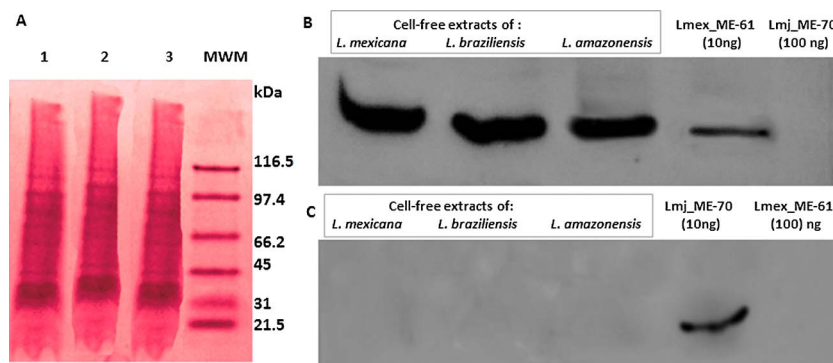 A
1 2 3 MWM
kDa
116.5
97.4
66.2
45
31
21.5
B
Cell-free extracts of :
L. mexicana L. braziliensis L. amazonensis
Lmex_ME-61
(10ng)
Lmj_ME-70
(100 ng)
C
Cell-free extracts of:
L. mexicana L. braziliensis L. amazonensis
Lmj_ME-70
(10ng)
Lmex_ME-61
(100) ng